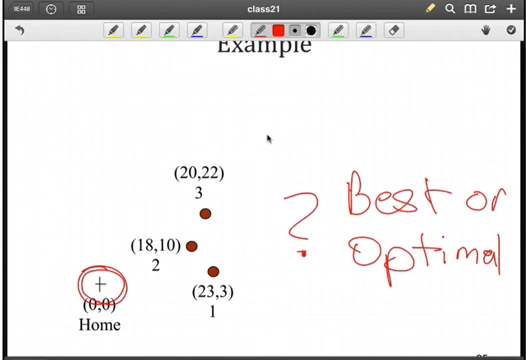 IE448
class21
Example
(20,22)
3
(18,10)
2
(23,3)
1
(0,0)
Home
? Best or
Optimal